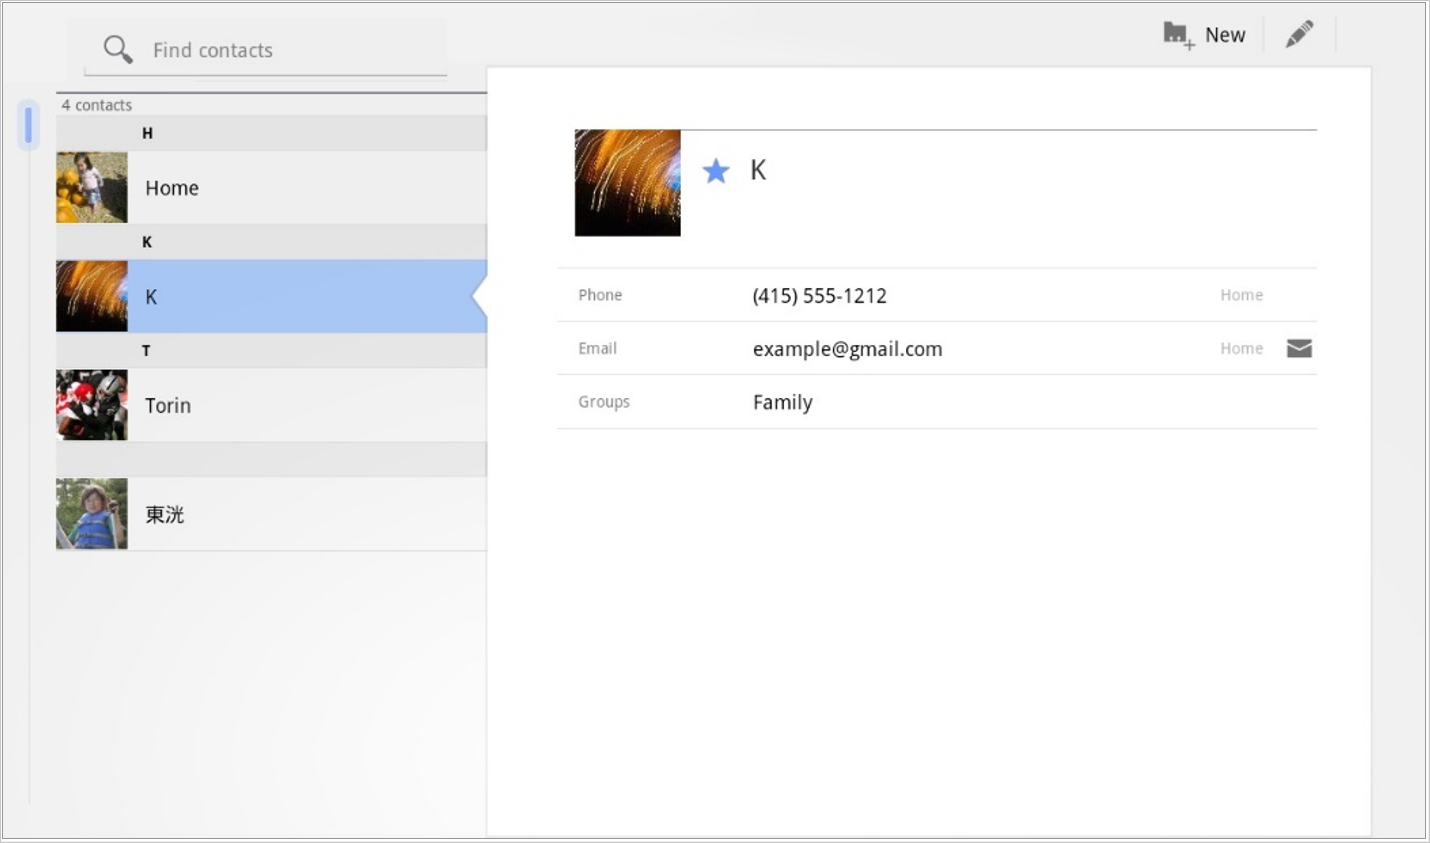 Find contacts
New
4 contacts
H
Home
K
K
T
Torin
東洸
K
Phone (415) 555-1212 Home
Email example@gmail.com Home
Groups Family